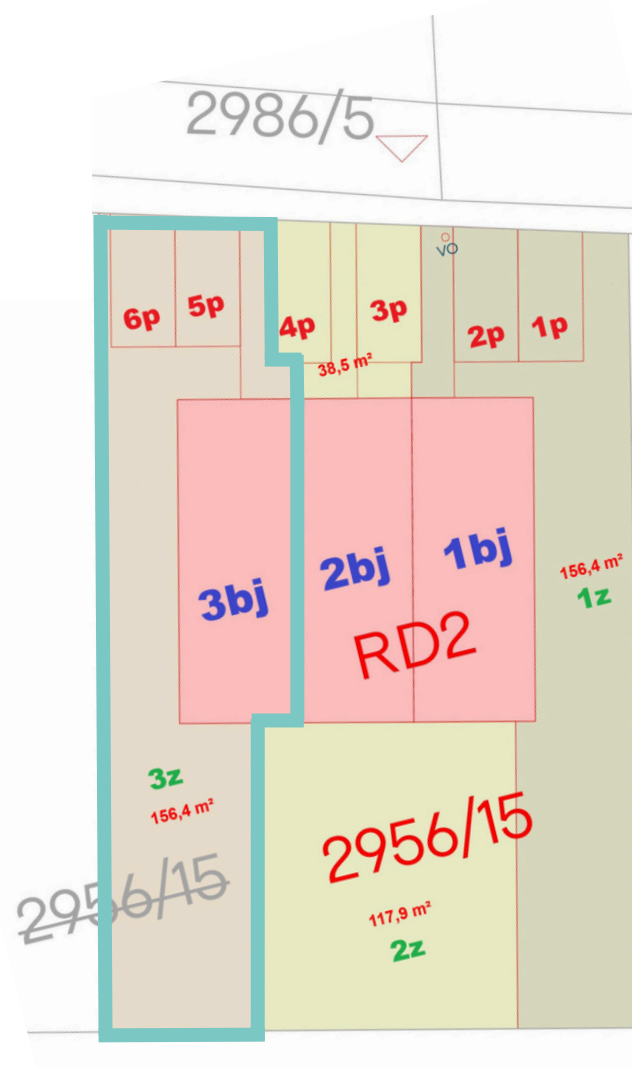 2986/5
VO
6p
5p
4p
3p
2p
1p
38,5 m²
3bj
2bj
1bj
156,4 m²
1z
RD2
3z
156,4 m²
2956/15
2956/15
117,9 m²
2z